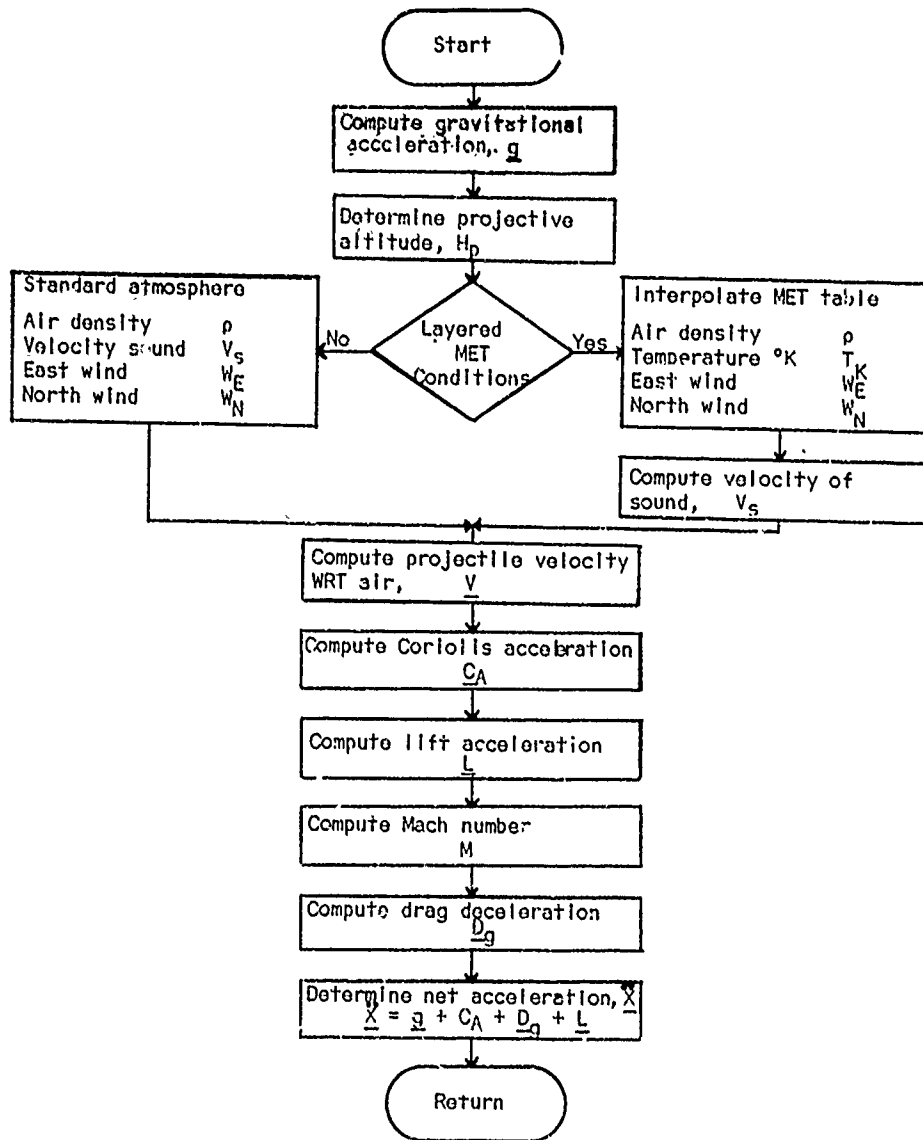 Start
Compute gravitational
acceleration, g
Determine projective
altitude, Hp
Layered
MET
Conditions
No
Yes
Standard atmosphere
Air density ρ
Velocity sound Vs
East wind WE
North wind WN
Interpolate MET table
Air density ρ
Temperature °K TK
East wind WE
North wind WN
Compute velocity of
sound, Vs
Compute projectile velocity
WRT air, V
Compute Coriolis acceleration
CA
Compute lift acceleration
L
Compute Mach number
M
Compute drag deceleration
Dg
Determine net acceleration, Ẍ
Ẍ = g + CA + Dg + L
Return